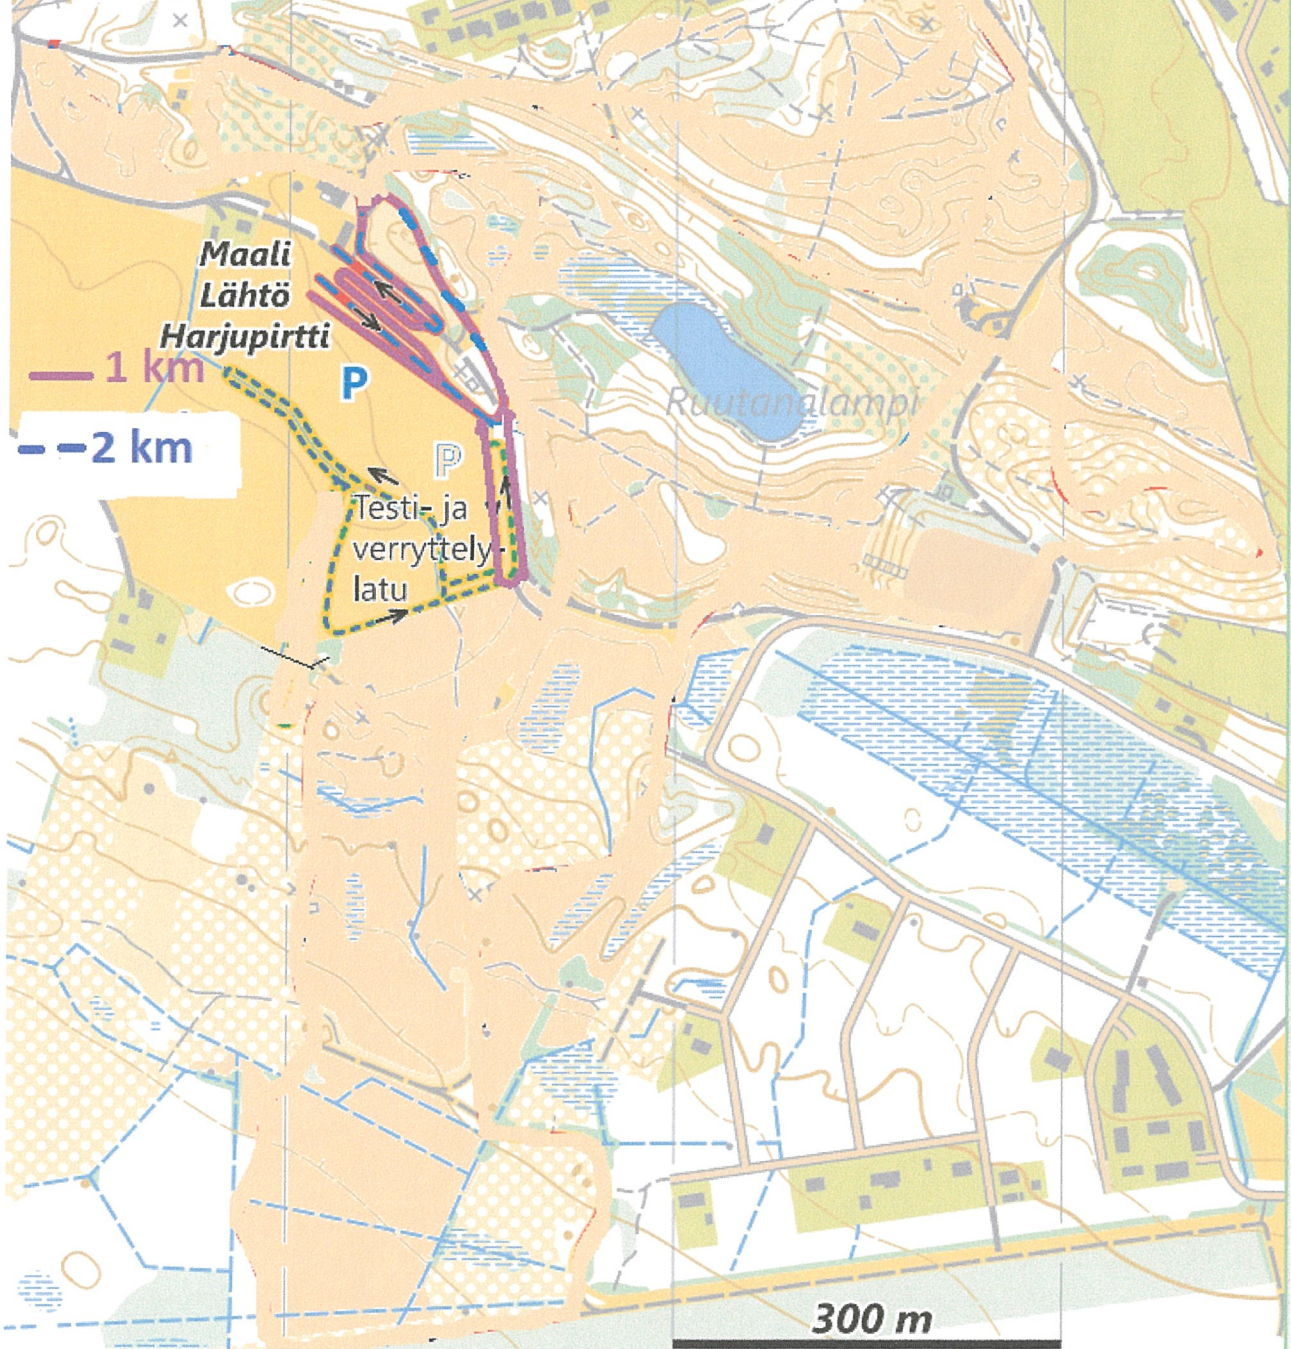 Maali
Lähtö
Harjupirtti
1 km
P
2 km
P
Testi- ja
verryttely-
latu
Ruutanalampi
300 m